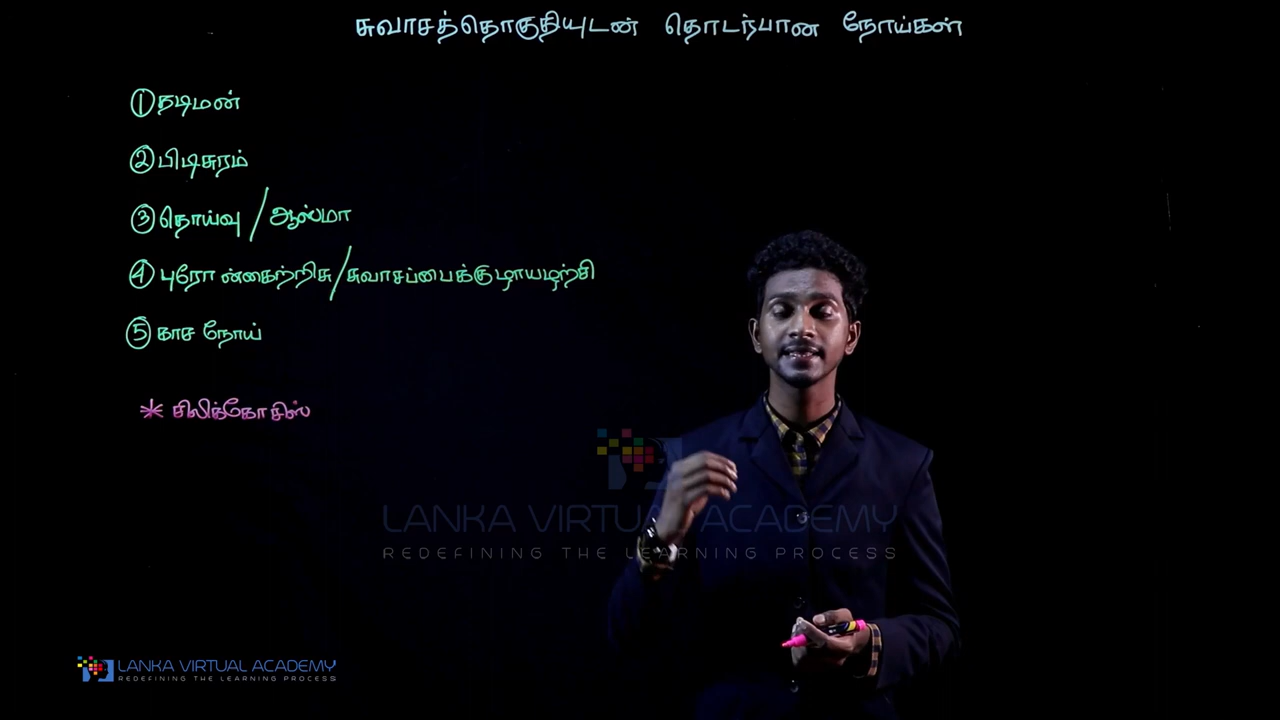 சுவாசத்தொகுதியுடன் தொடர்பான நோய்கள்
① தடிமன்
② பீடிசுரம்
③ தொய்வு / ஆஸ்மா
④ புரோன்கைற்றிசு / சுவாசப்பைக்குழாயழற்சி
⑤ காச நோய்
* சிலிக்கோசிஸ்
LANKA VIRTUAL ACADEMY
REDEFINING THE LEARNING PROCESS
LANKA VIRTUAL ACADEMY
REDEFINING THE LEARNING PROCESS